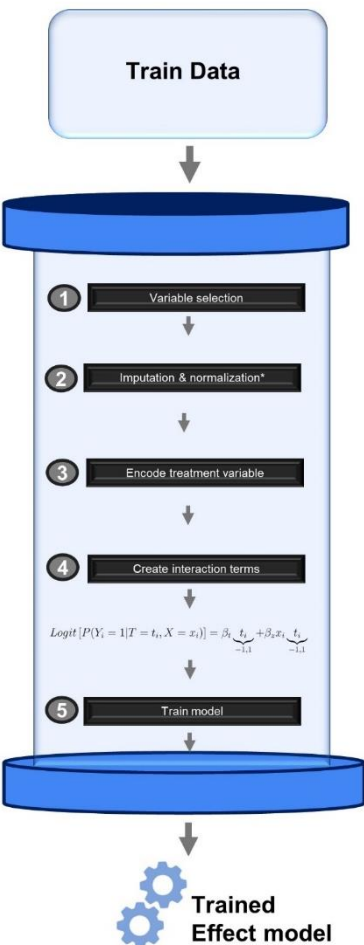 Train Data
1 Variable selection
2 Imputation & normalization*
3 Encode treatment variable
4 Create interaction terms
Logit [P(Y_i = 1|T = t_i, X = x_i)] = β_t t_i + β_s x_i t_i
−1,1 −1,1
5 Train model
Trained
Effect model